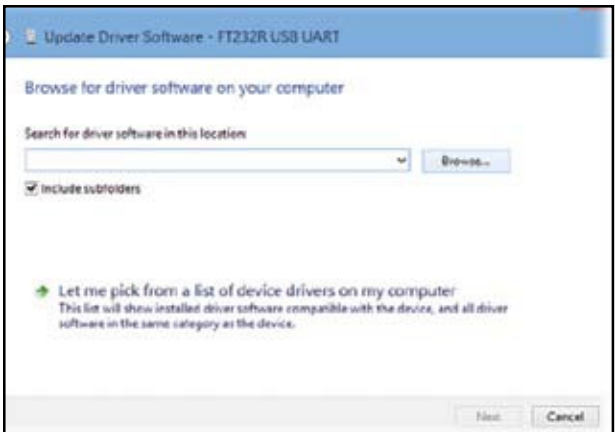 Update Driver Software - FT232R USB UART
Browse for driver software on your computer
Search for driver software in this location:
Browse...
Include subfolders
Let me pick from a list of device drivers on my computer
This list will show installed driver software compatible with the device, and all driver
software in the same category as the device.
Next Cancel